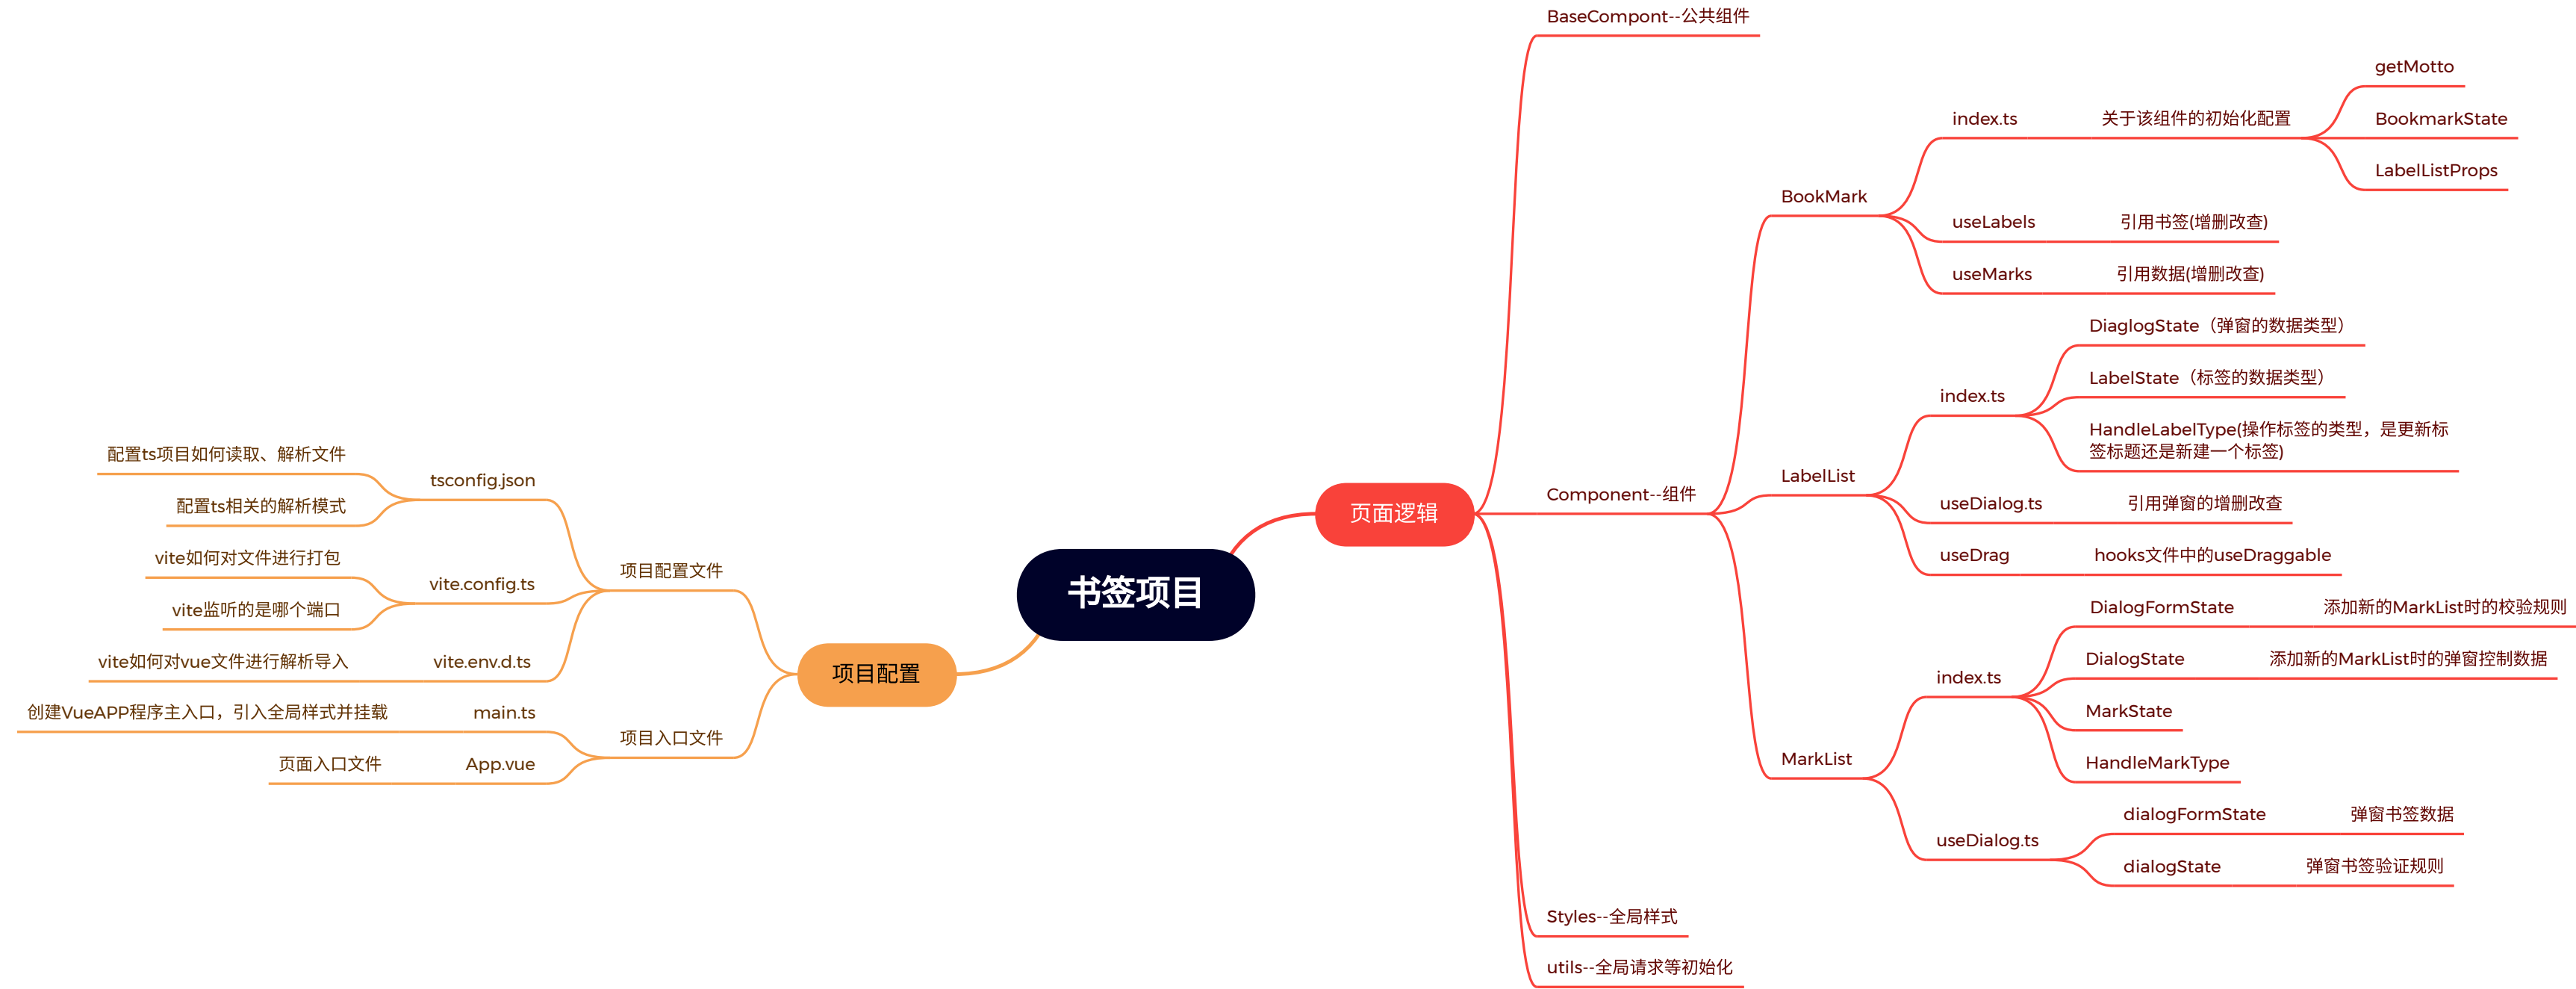 书签项目
页面逻辑
BaseCompont--公共组件
Component--组件
BookMark
index.ts
关于该组件的初始化配置
getMotto
BookmarkState
LabelListProps
useLabels
引用书签(增删改查)
useMarks
引用数据(增删改查)
LabelList
index.ts
DiaglogState（弹窗的数据类型）
LabelState（标签的数据类型）
HandleLabelType(操作标签的类型，是更新标
签标题还是新建一个标签)
useDialog.ts
引用弹窗的增删改查
useDrag
hooks文件中的useDraggable
MarkList
index.ts
DialogFormState
添加新的MarkList时的校验规则
DialogState
添加新的MarkList时的弹窗控制数据
MarkState
HandleMarkType
useDialog.ts
dialogFormState
弹窗书签数据
dialogState
弹窗书签验证规则
Styles--全局样式
utils--全局请求等初始化
项目配置
项目配置文件
tsconfig.json
配置ts项目如何读取、解析文件
配置ts相关的解析模式
vite.config.ts
vite如何对文件进行打包
vite监听的是哪个端口
vite.env.d.ts
vite如何对vue文件进行解析导入
项目入口文件
main.ts
创建VueAPP程序主入口，引入全局样式并挂载
App.vue
页面入口文件